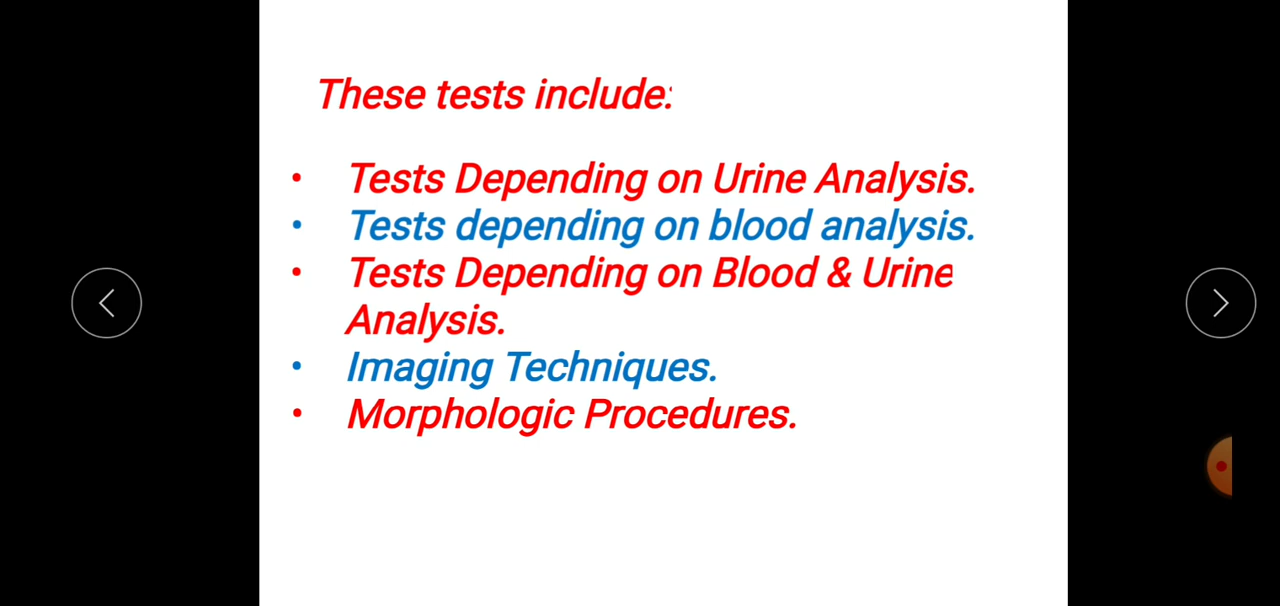 These tests include:
• Tests Depending on Urine Analysis.
• Tests depending on blood analysis.
• Tests Depending on Blood & Urine
Analysis.
• Imaging Techniques.
• Morphologic Procedures.